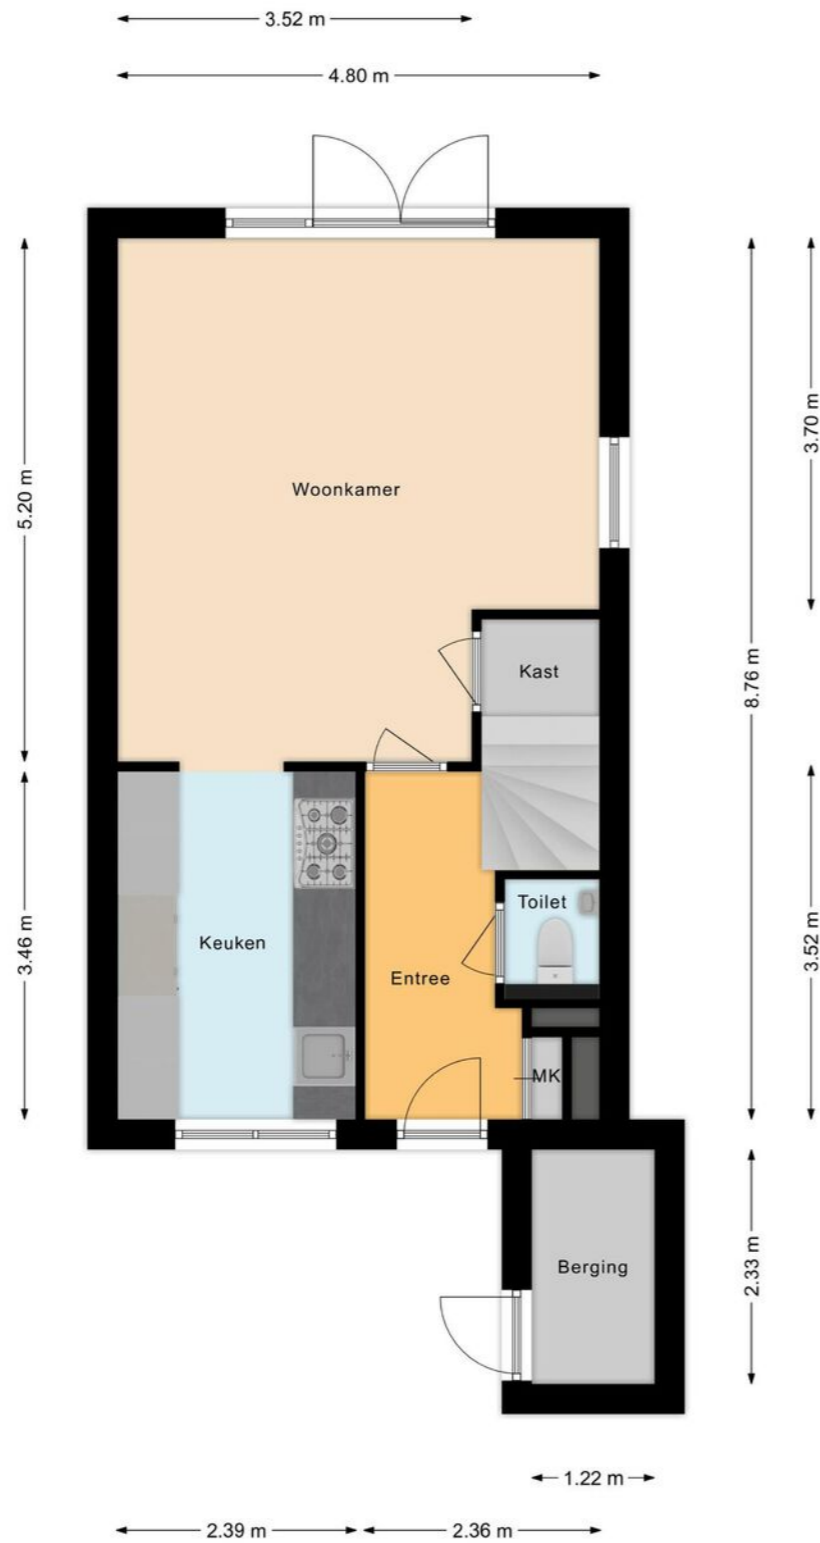 3.52 m
4.80 m
5.20 m
3.70 m
Woonkamer
8.76 m
Kast
3.46 m
3.52 m
Keuken
Toilet
Entree
MK
2.33 m
Berging
1.22 m
2.39 m
2.36 m